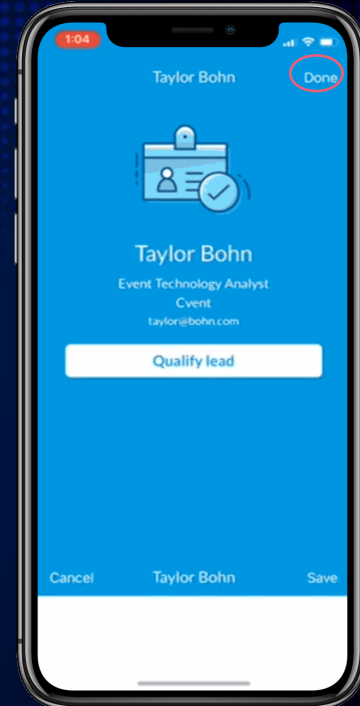 1:04
Taylor Bohn
Done
Taylor Bohn
Event Technology Analyst
Cvent
taylor@bohn.com
Qualify lead
Cancel
Taylor Bohn
Save